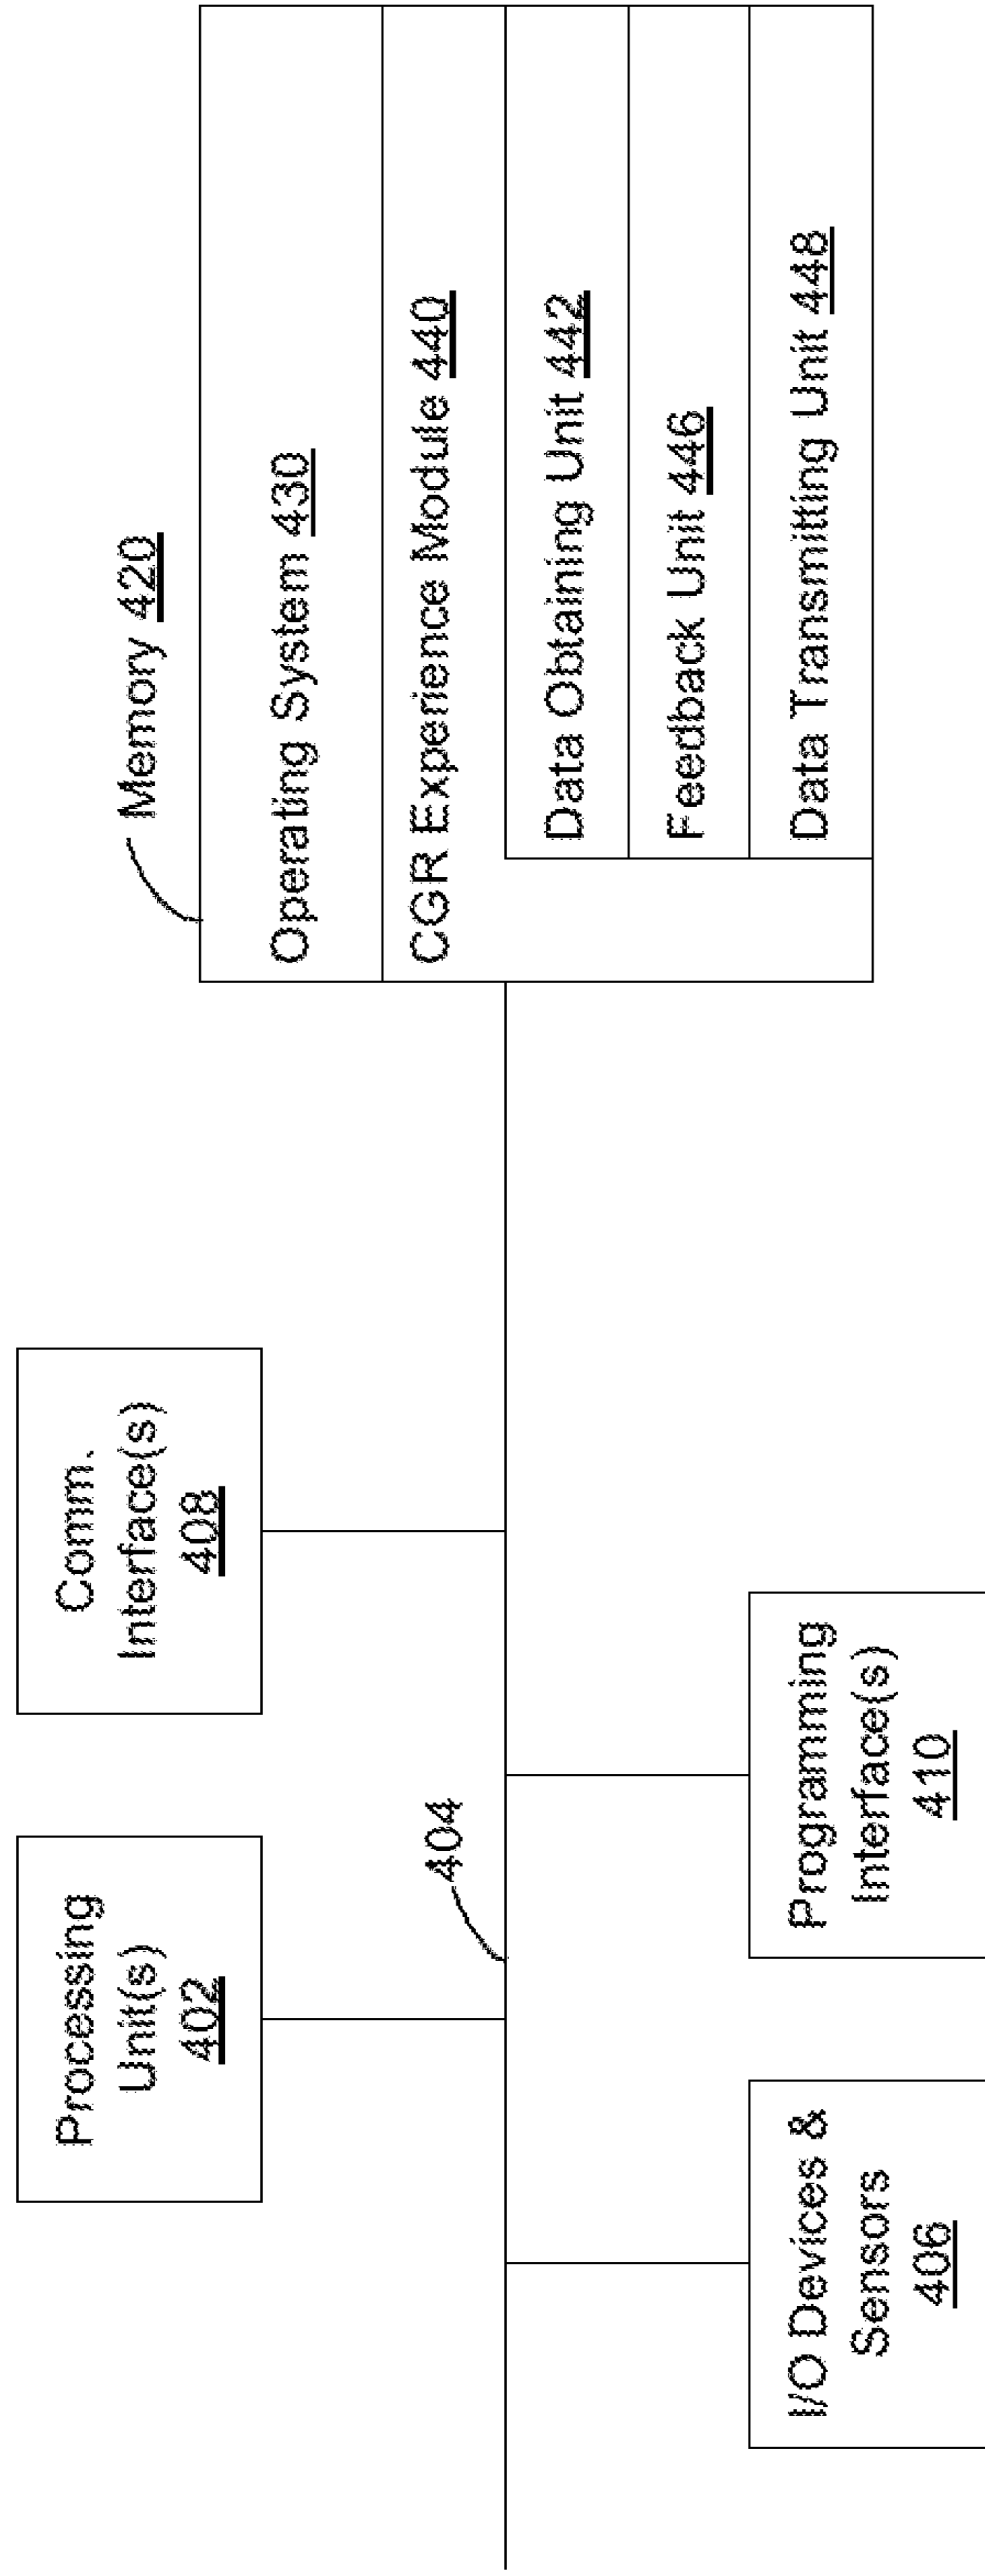 Processing
Unit(s)
402
Comm.
Interface(s)
408
404
I/O Devices &
Sensors
406
Programming
Interface(s)
410
Memory 420
Operating System 430
CGR Experience Module 440
Data Obtaining Unit 442
Feedback Unit 446
Data Transmitting Unit 448